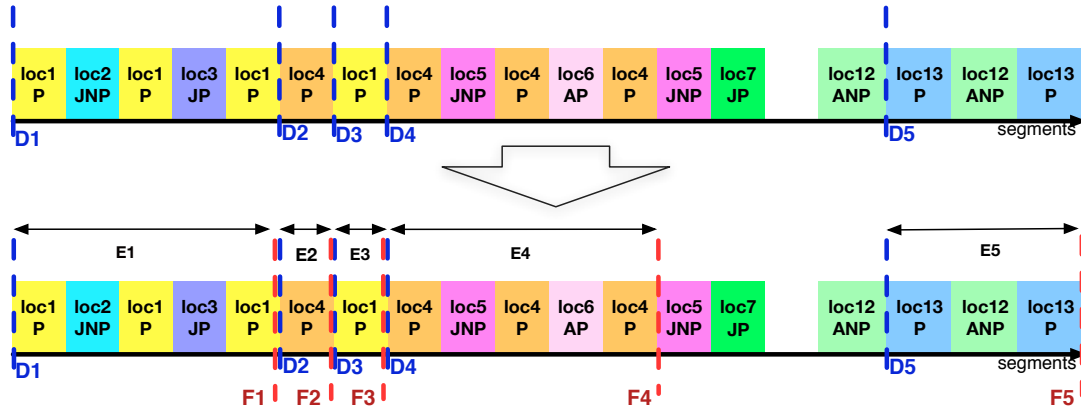 loc1 loc2 loc1 loc3 loc1 loc4 loc1 loc4 loc5 loc4 loc6 loc4 loc5 loc7 loc12 loc13 loc12 loc13
P JNP P JP P P P P JNP P AP P JNP JP ANP P ANP P
D1 D2 D3 D4 D5 segments
E1 E2 E3 E4 E5
loc1 loc2 loc1 loc3 loc1 loc4 loc1 loc4 loc5 loc4 loc6 loc4 loc5 loc7 loc12 loc13 loc12 loc13
P JNP P JP P P P P JNP P AP P JNP JP ANP P ANP P
D1 D2 D3 D4 D5 segments
F1 F2 F3 F4 F5